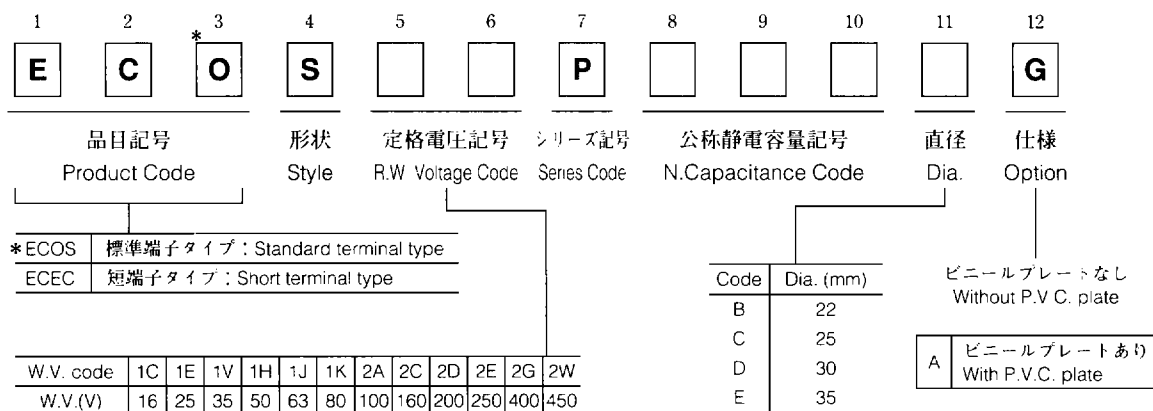 1 2 3 4 5 6 7 8 9 10 11 12
* E C O S P G
品目記号 形状 定格電圧記号 シリーズ記号 公称静電容量記号 直径 仕様
Product Code Style R.W Voltage Code Series Code N.Capacitance Code Dia. Option
*ECOS 標準端子タイプ：Standard terminal type
ECEC 短端子タイプ：Short terminal type
Code Dia. (mm)
B 22
C 25
D 30
E 35
ビニールプレートなし
Without P.V.C. plate
A ビニールプレートあり
With P.V.C. plate
W.V. code 1C 1E 1V 1H 1J 1K 2A 2C 2D 2E 2G 2W
W.V.(V) 16 25 35 50 63 80 100 160 200 250 400 450